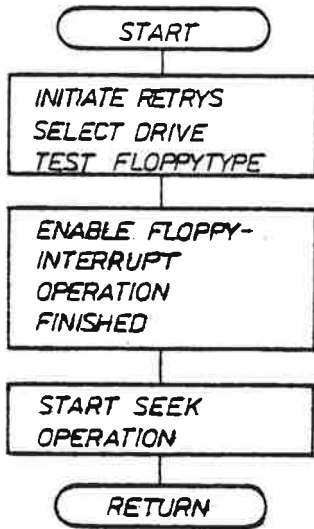 START
INITIATE RETRYS
SELECT DRIVE
TEST FLOPPYTYPE
ENABLE FLOPPY-
INTERRUPT
OPERATION
FINISHED
START SEEK
OPERATION
RETURN